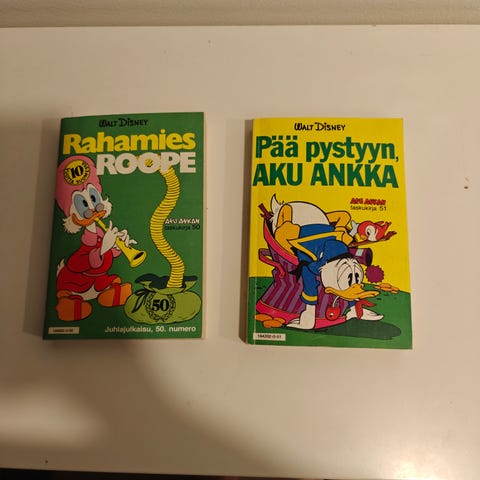 WALT DISNEY
Rahamies
ROOPE
10
AKU ANKAN
taskukirja 50
50
Juhlajulkaisu, 50. numero
WALT DISNEY
Pää pystyyn,
AKU ANKKA
AKU ANKAN
taskukirja 51